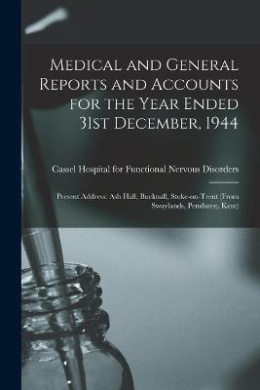 Medical and General
Reports and Accounts
for the Year Ended
31st December, 1944
Cassel Hospital for Functional Nervous Disorders
Present Address: Ash Hall, Bucknall, Stoke-on-Trent (From
Swaylands, Penshurst, Kent)